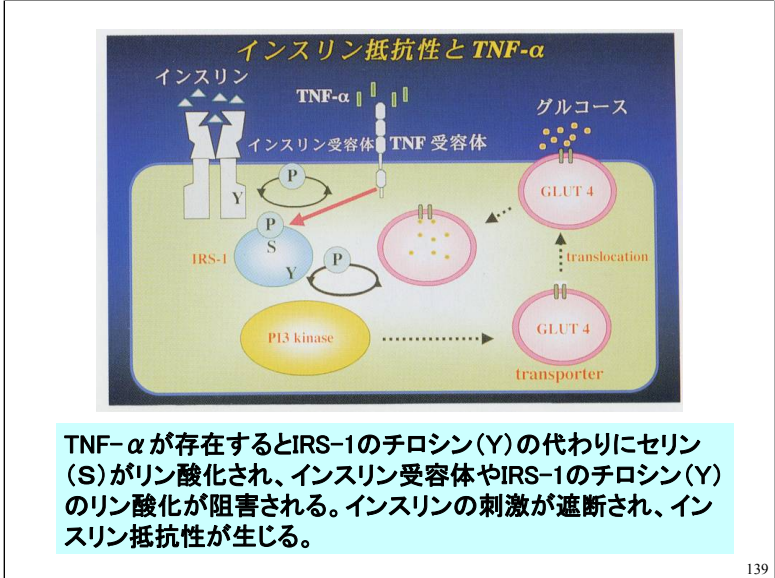 インスリン抵抗性とTNF-α
インスリン
TNF-α
グルコース
インスリン受容体
TNF 受容体
P
Y
GLUT 4
P
S
IRS-1
Y
P
translocation
PI3 kinase
GLUT 4
transporter
TNF-αが存在するとIRS-1のチロシン（Y）の代わりにセリン
（S）がリン酸化され、インスリン受容体やIRS-1のチロシン（Y）
のリン酸化が阻害される。インスリンの刺激が遮断され、イン
スリン抵抗性が生じる。
139